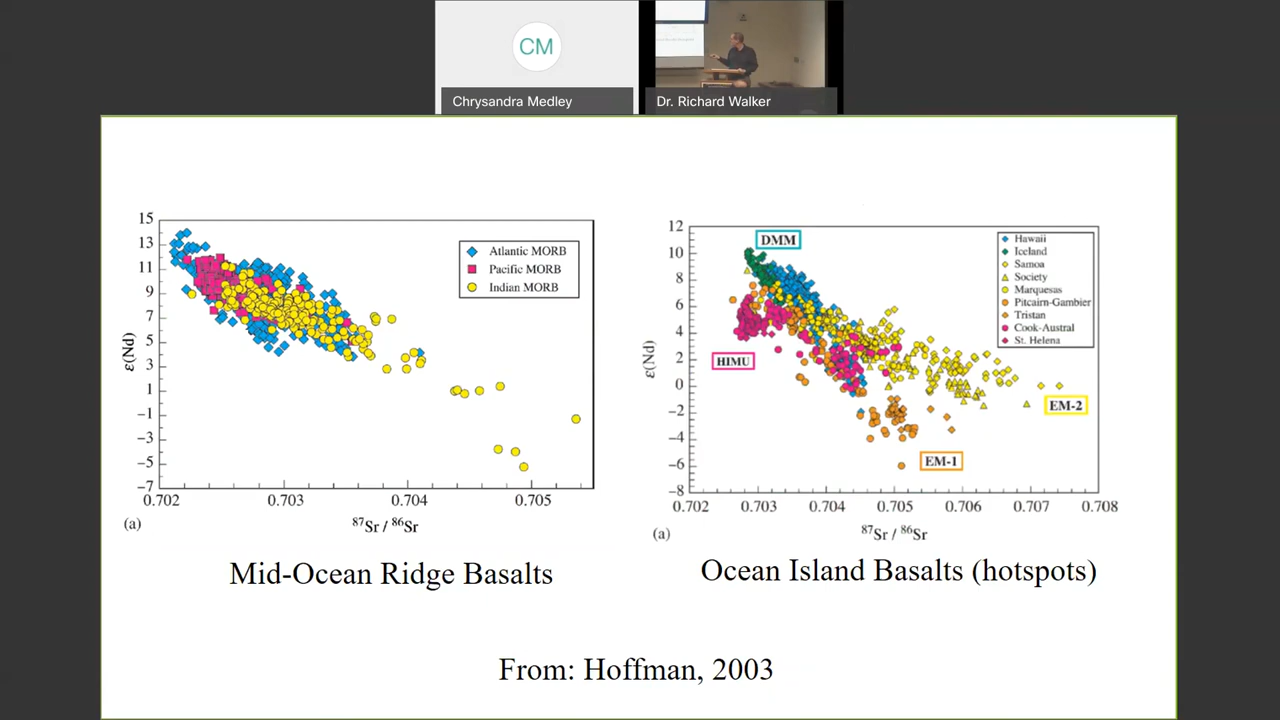 CM
Chrysandra Medley
Dr. Richard Walker
15
13
11
9
7
5
3
1
−1
−3
−5
−7
ε(Nd)
Atlantic MORB
Pacific MORB
Indian MORB
0.702 0.703 0.704 0.705
(a)
87Sr / 86Sr
Mid-Ocean Ridge Basalts
12
10
8
6
4
2
0
−2
−4
−6
−8
ε(Nd)
DMM
HIMU
EM-2
EM-1
Hawaii
Iceland
Samoa
Society
Marquesas
Pitcairn-Gambier
Tristan
Cook-Austral
St. Helena
0.702 0.703 0.704 0.705 0.706 0.707 0.708
(a)
87Sr / 86Sr
Ocean Island Basalts (hotspots)
From: Hoffman, 2003